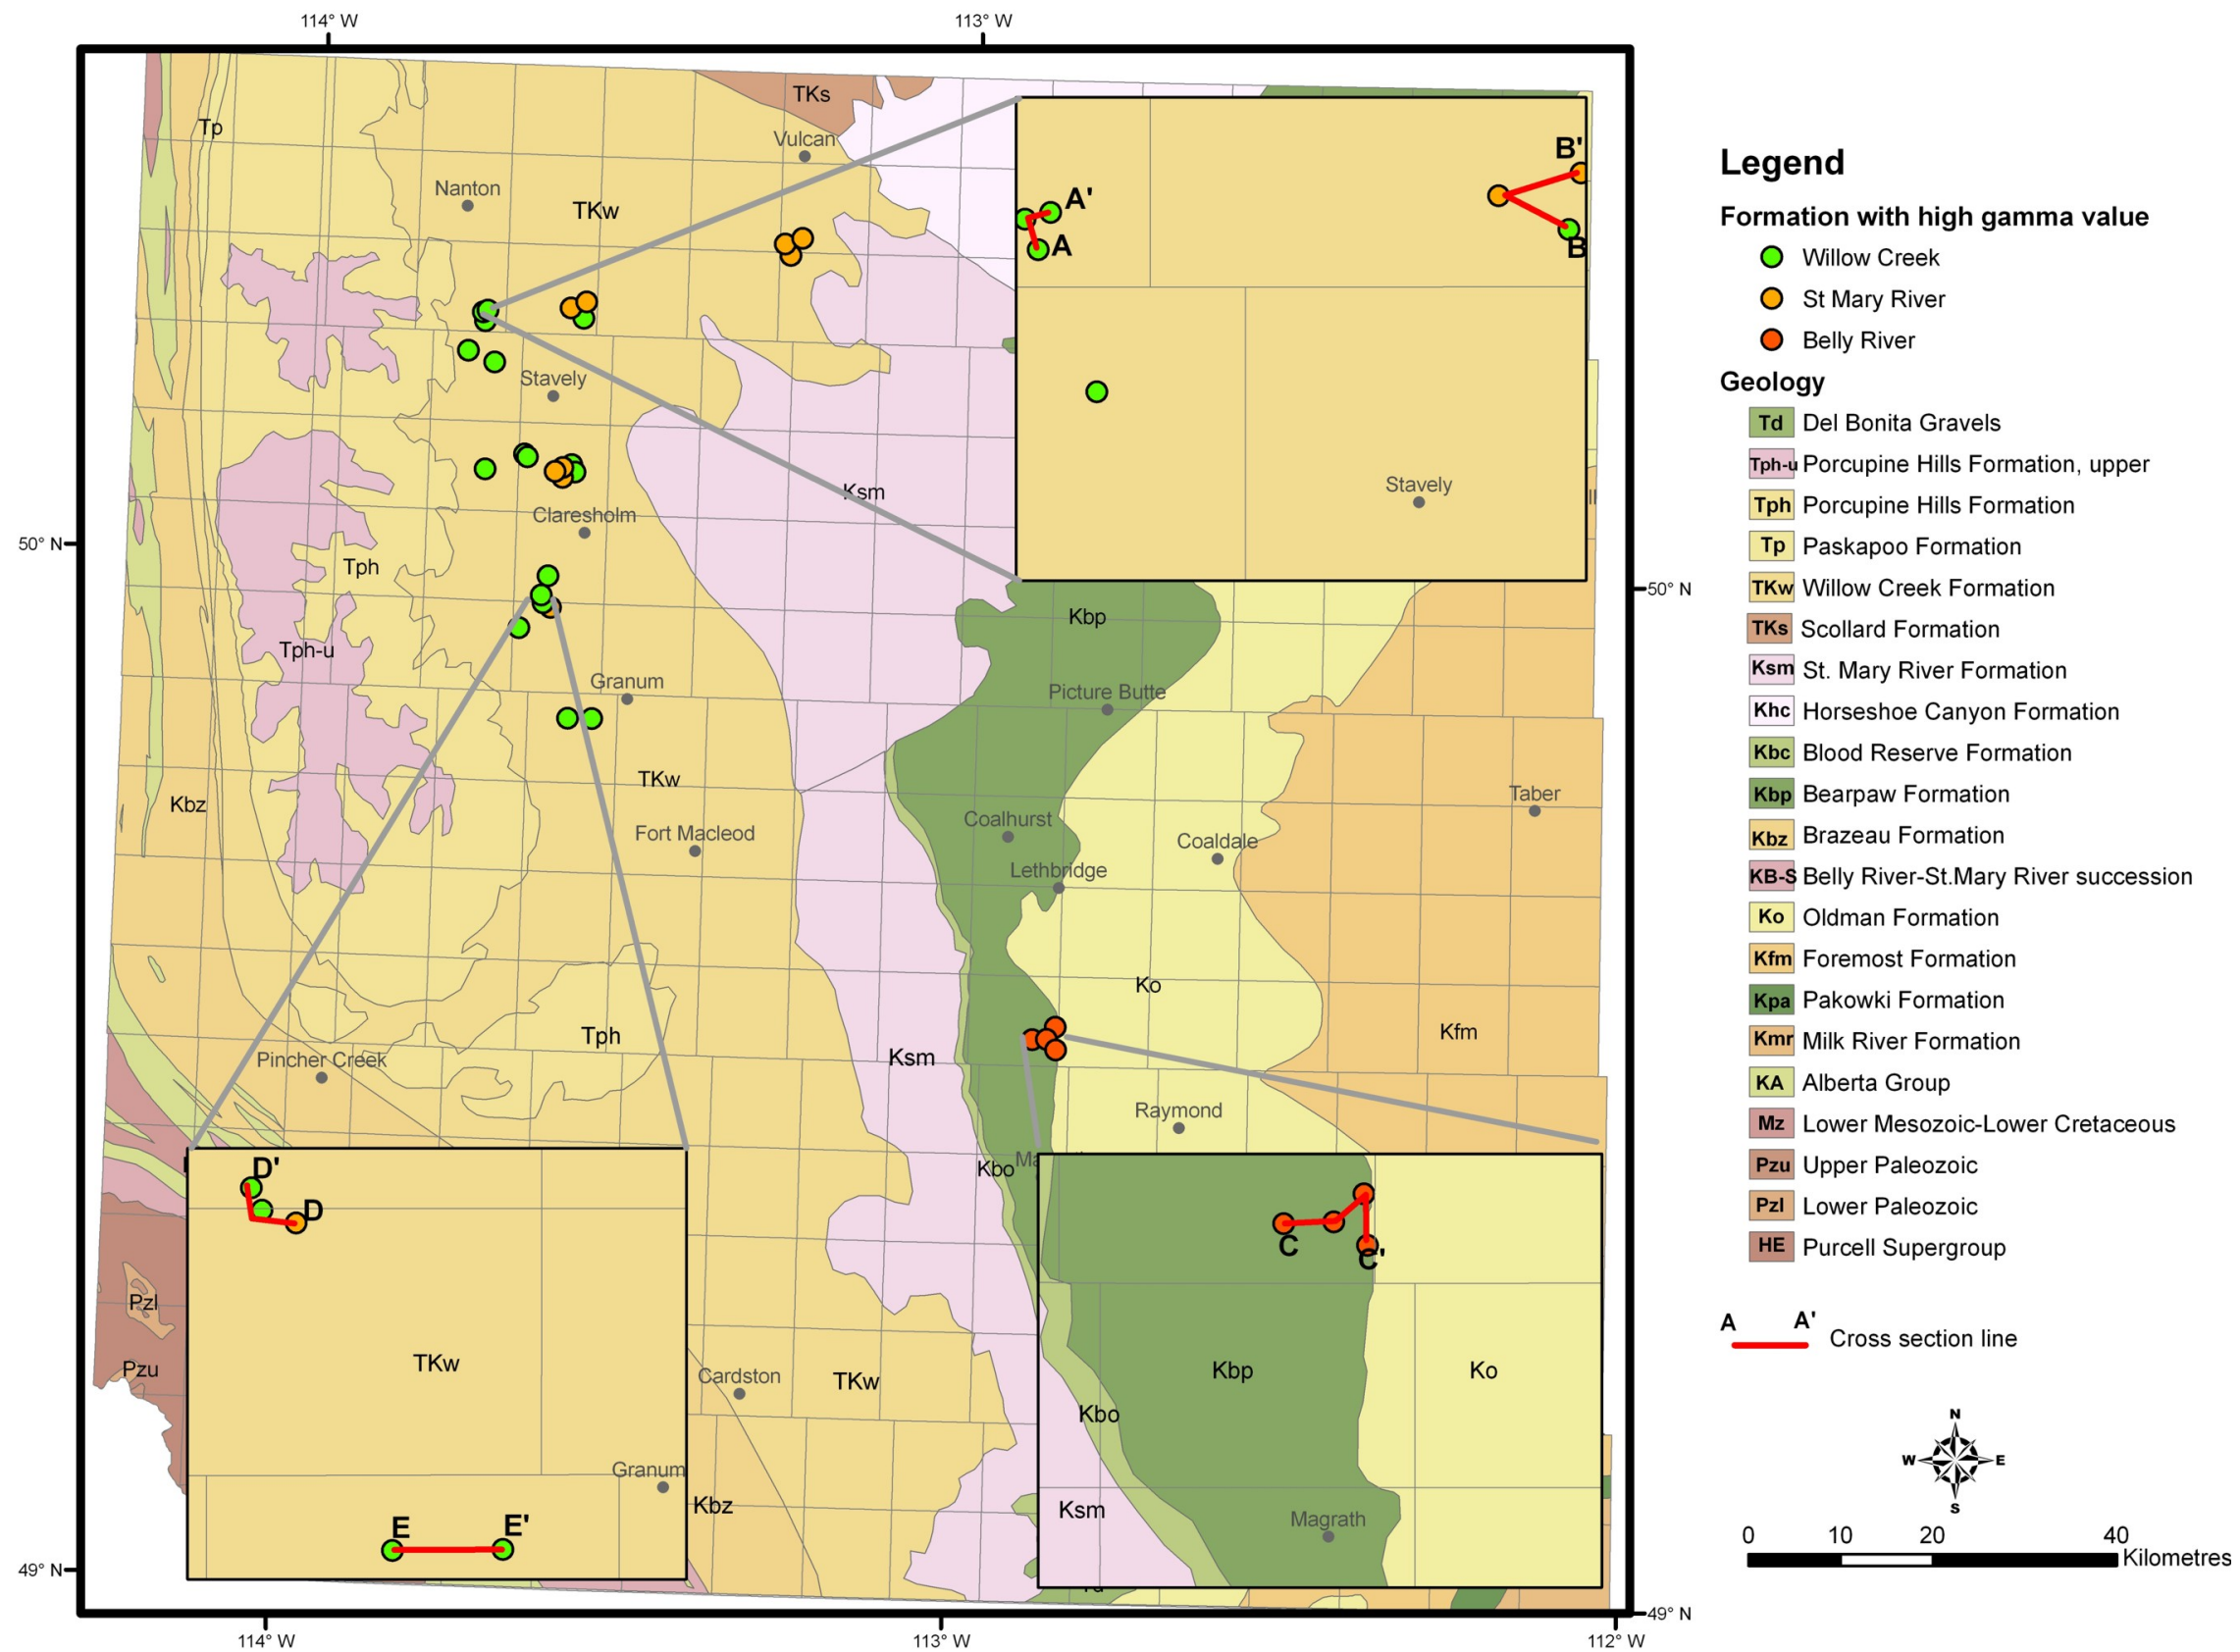 114° W
113° W
TKs
Tp
Vulcan
Nanton
TKw
B'
A'
A
B
Stavely
Stavely
Ksm
Claresholm
50° N
Tph
50° N
Kbp
Tph-u
Granum
Picture Butte
TKw
Taber
Kbz
Coalhurst
Fort Macleod
Coaldale
Lethbridge
Ko
Tph
Kfm
Ksm
Pincher Creek
Raymond
Kbo
D'
D
C
C'
Pzl
TKw
Pzu
Kbp
Ko
Cardston
TKw
Kbo
Granum
Kbz
Ksm
Magrath
E
E'
49° N
49° N
114° W
113° W
112° W
Legend
Formation with high gamma value
Willow Creek
St Mary River
Belly River
Geology
Td Del Bonita Gravels
Tph-u Porcupine Hills Formation, upper
Tph Porcupine Hills Formation
Tp Paskapoo Formation
TKw Willow Creek Formation
TKs Scollard Formation
Ksm St. Mary River Formation
Khc Horseshoe Canyon Formation
Kbc Blood Reserve Formation
Kbp Bearpaw Formation
Kbz Brazeau Formation
KB-S Belly River-St.Mary River succession
Ko Oldman Formation
Kfm Foremost Formation
Kpa Pakowki Formation
Kmr Milk River Formation
KA Alberta Group
Mz Lower Mesozoic-Lower Cretaceous
Pzu Upper Paleozoic
Pzl Lower Paleozoic
HE Purcell Supergroup
A A'
Cross section line
N
W E
S
0 10 20 40
Kilometres